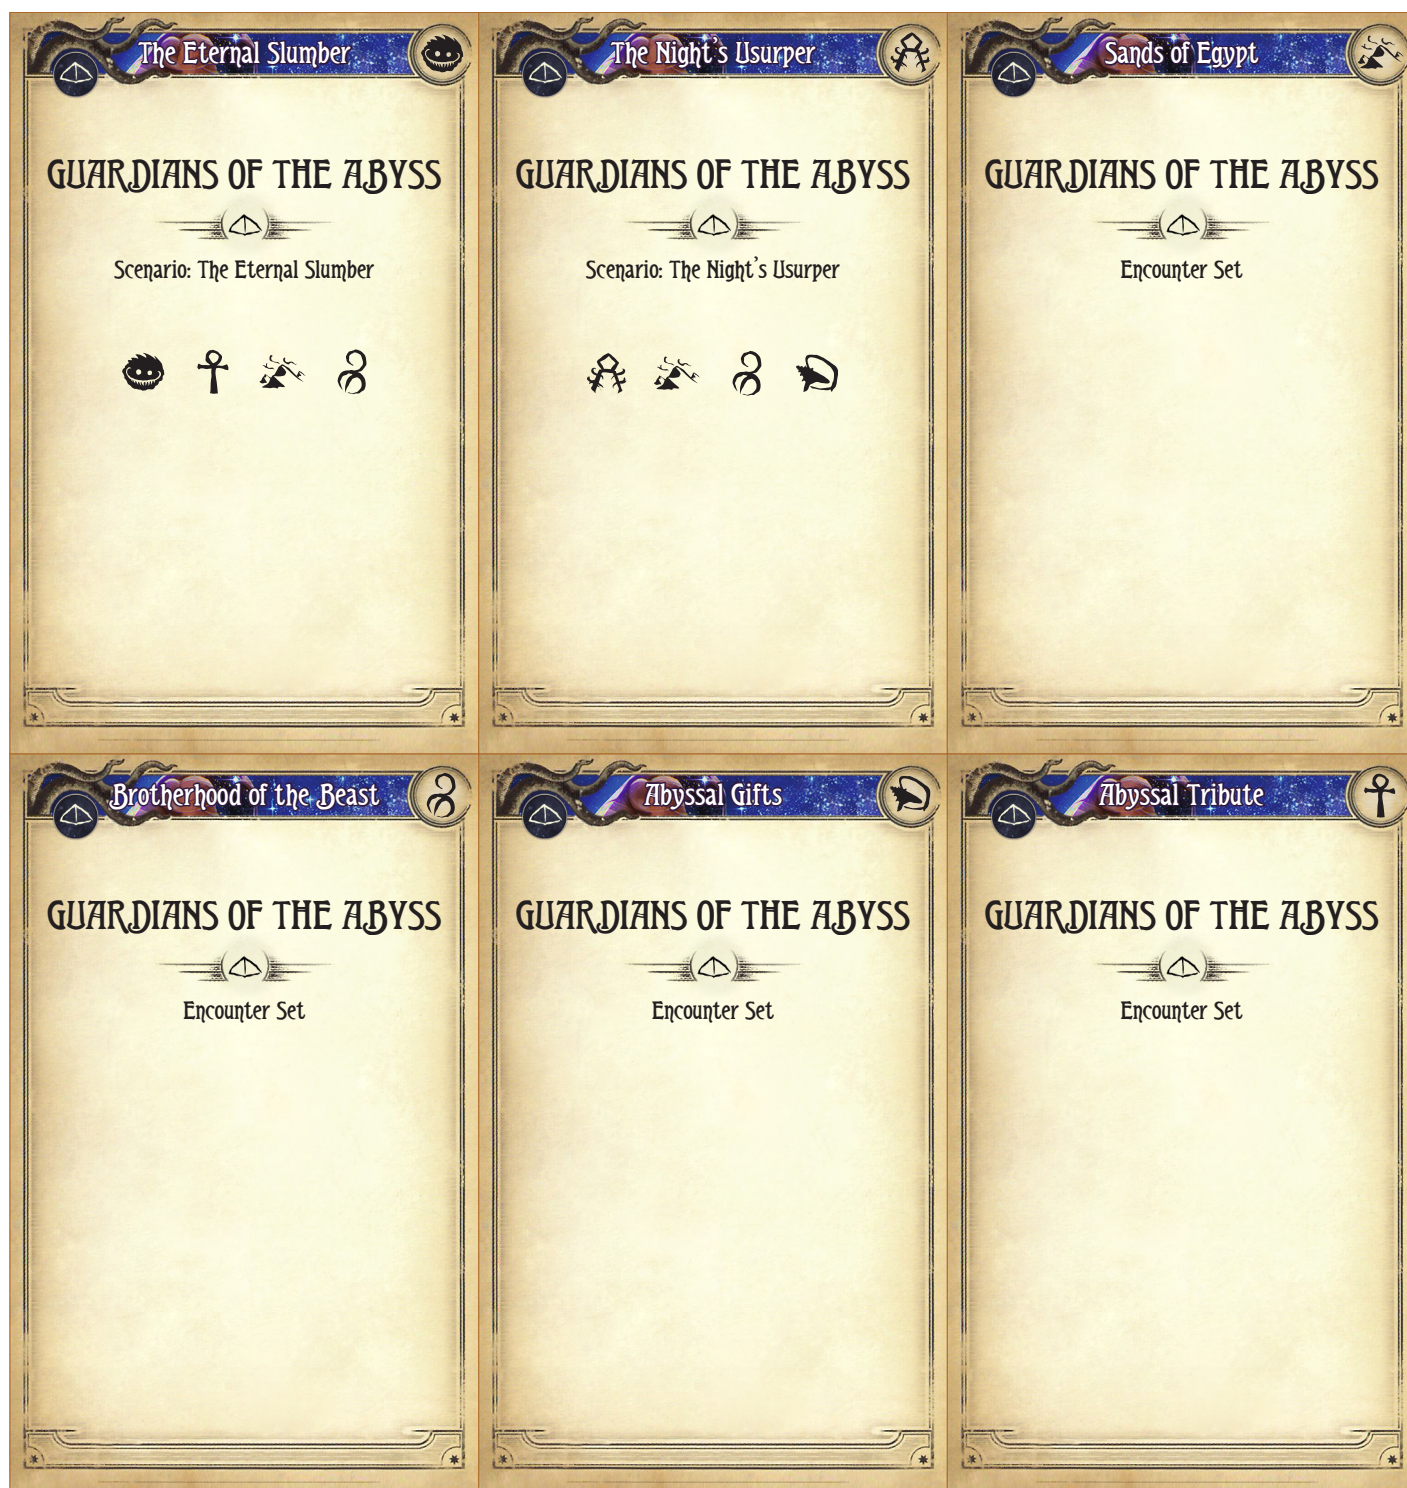 The Eternal Slumber
GUARDIANS OF THE ABYSS
Scenario: The Eternal Slumber
The Night's Usurper
GUARDIANS OF THE ABYSS
Scenario: The Night's Usurper
Sands of Egypt
GUARDIANS OF THE ABYSS
Encounter Set
Brotherhood of the Beast
GUARDIANS OF THE ABYSS
Encounter Set
Abyssal Gifts
GUARDIANS OF THE ABYSS
Encounter Set
Abyssal Tribute
GUARDIANS OF THE ABYSS
Encounter Set